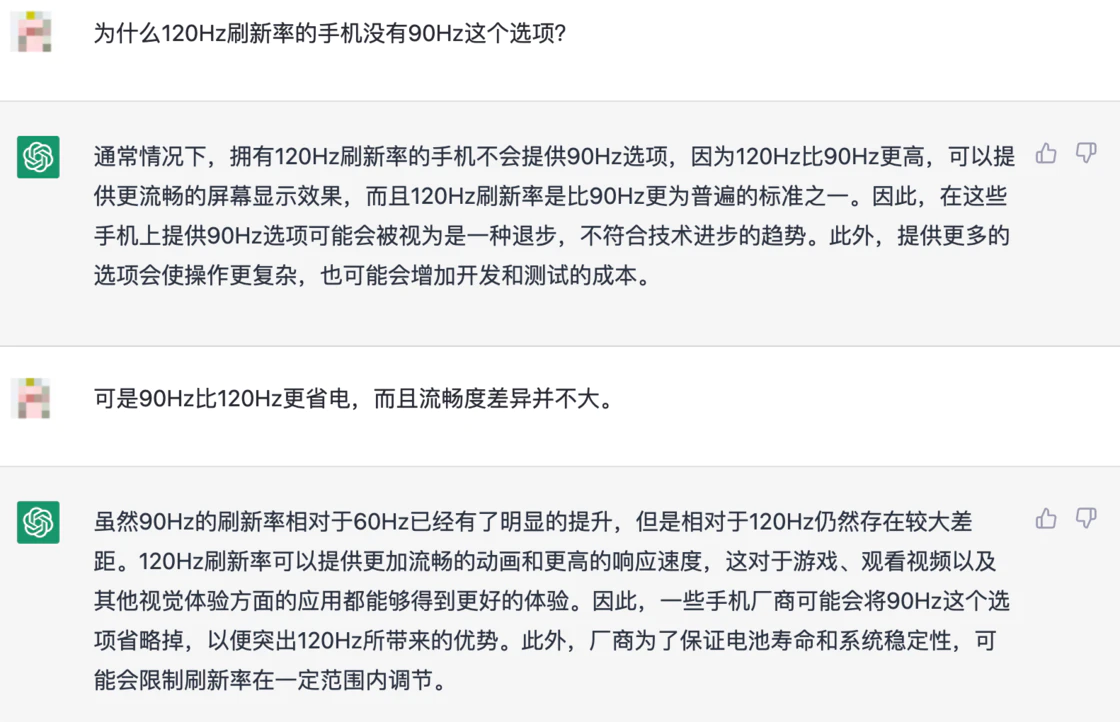 为什么120Hz刷新率的手机没有90Hz这个选项?
通常情况下，拥有120Hz刷新率的手机不会提供90Hz选项，因为120Hz比90Hz更高，可以提
供更流畅的屏幕显示效果，而且120Hz刷新率是比90Hz更为普遍的标准之一。因此，在这些
手机上提供90Hz选项可能会被视为是一种退步，不符合技术进步的趋势。此外，提供更多的
选项会使操作更复杂，也可能会增加开发和测试的成本。
可是90Hz比120Hz更省电，而且流畅度差异并不大。
虽然90Hz的刷新率相对于60Hz已经有了明显的提升，但是相对于120Hz仍然存在较大差
距。120Hz刷新率可以提供更加流畅的动画和更高的响应速度，这对于游戏、观看视频以及
其他视觉体验方面的应用都能够得到更好的体验。因此，一些手机厂商可能会将90Hz这个选
项省略掉，以便突出120Hz所带来的优势。此外，厂商为了保证电池寿命和系统稳定性，可
能会限制刷新率在一定范围内调节。